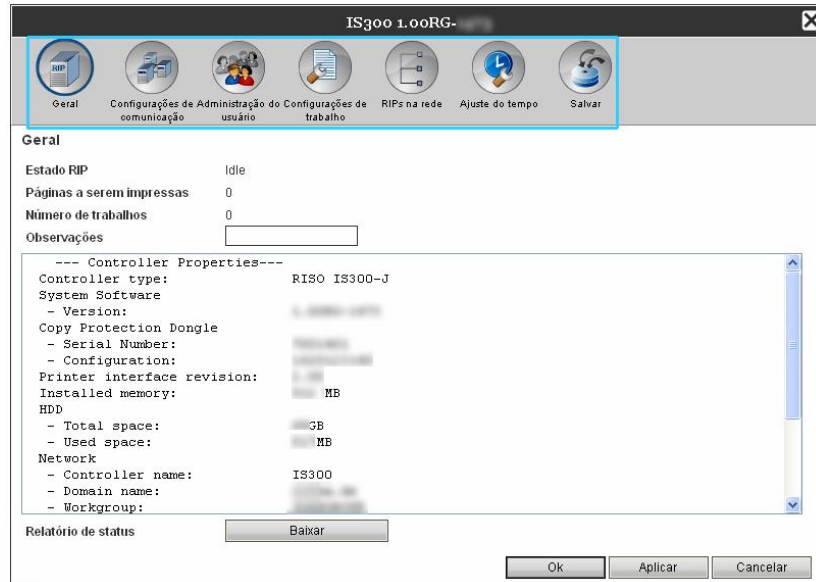 IS300 1.00RG-
RIP
Geral
Configurações de comunicação
Administração do usuário
Configurações de trabalho
RIPs na rede
Ajuste do tempo
Salvar
Geral
Estado RIP Idle
Páginas a serem impressas 0
Número de trabalhos 0
Observações
--- Controller Properties---
Controller type: RISO IS300-J
System Software
- Version:
Copy Protection Dongle
- Serial Number:
- Configuration:
Printer interface revision:
Installed memory: MB
HDD
- Total space: GB
- Used space: MB
Network
- Controller name: IS300
- Domain name:
- Workgroup:
Relatório de status Baixar
Ok Aplicar Cancelar